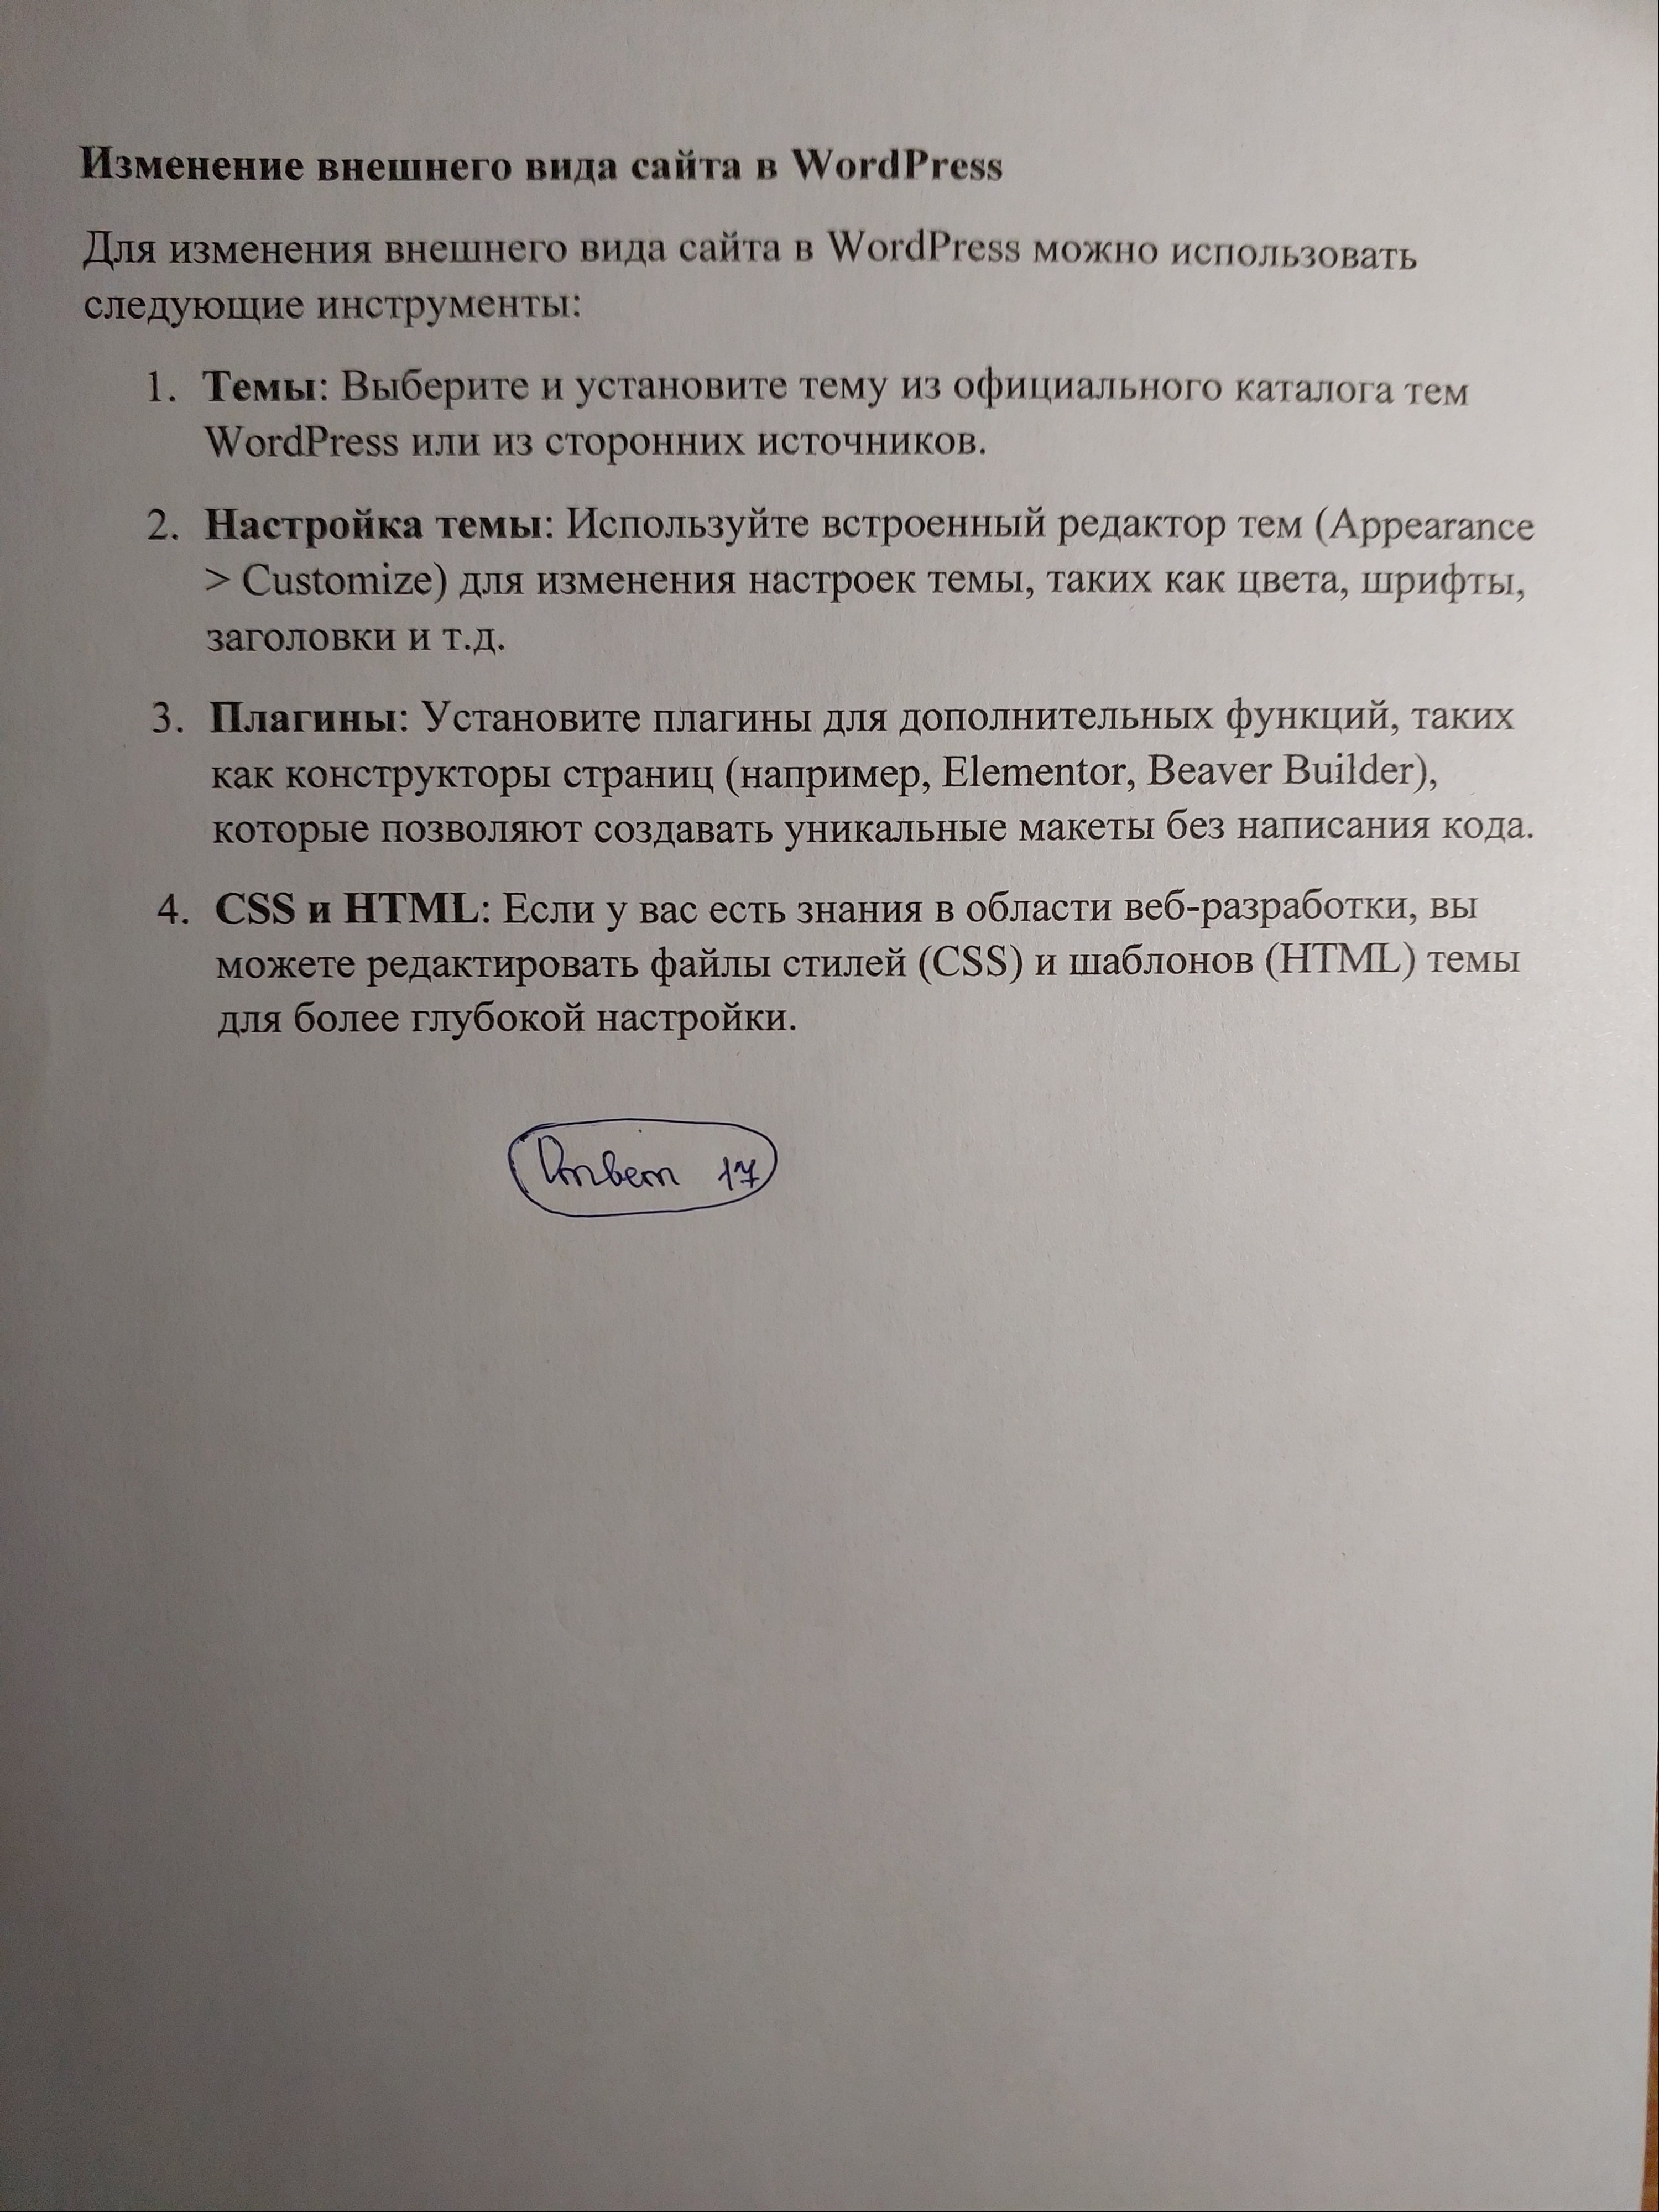 Изменение внешнего вида сайта в WordPress
Для изменения внешнего вида сайта в WordPress можно использовать
следующие инструменты:
1. Темы: Выберите и установите тему из официального каталога тем
WordPress или из сторонних источников.
2. Настройка темы: Используйте встроенный редактор тем (Appearance
> Customize) для изменения настроек темы, таких как цвета, шрифты,
заголовки и т.д.
3. Плагины: Установите плагины для дополнительных функций, таких
как конструкторы страниц (например, Elementor, Beaver Builder),
которые позволяют создавать уникальные макеты без написания кода.
4. CSS и HTML: Если у вас есть знания в области веб-разработки, вы
можете редактировать файлы стилей (CSS) и шаблонов (HTML) темы
для более глубокой настройки.
Ответ 17